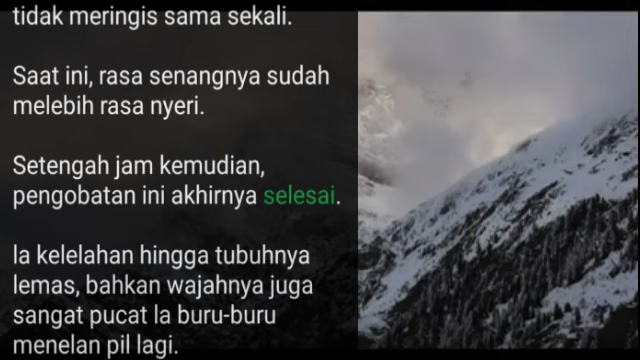 tidak meringis sama sekali.
Saat ini, rasa senangnya sudah
melebih rasa nyeri.
Setengah jam kemudian,
pengobatan ini akhirnya selesai.
Ia kelelahan hingga tubuhnya
lemas, bahkan wajahnya juga
sangat pucat Ia buru-buru
menelan pil lagi.